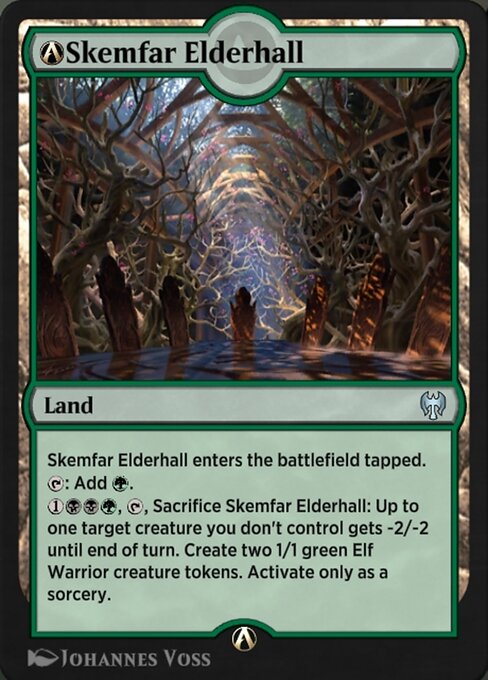 Skemfar Elderhall
Land
Skemfar Elderhall enters the battlefield tapped.
: Add .
1, , Sacrifice Skemfar Elderhall: Up to
one target creature you don't control gets -2/-2
until end of turn. Create two 1/1 green Elf
Warrior creature tokens. Activate only as a
sorcery.
Johannes Voss